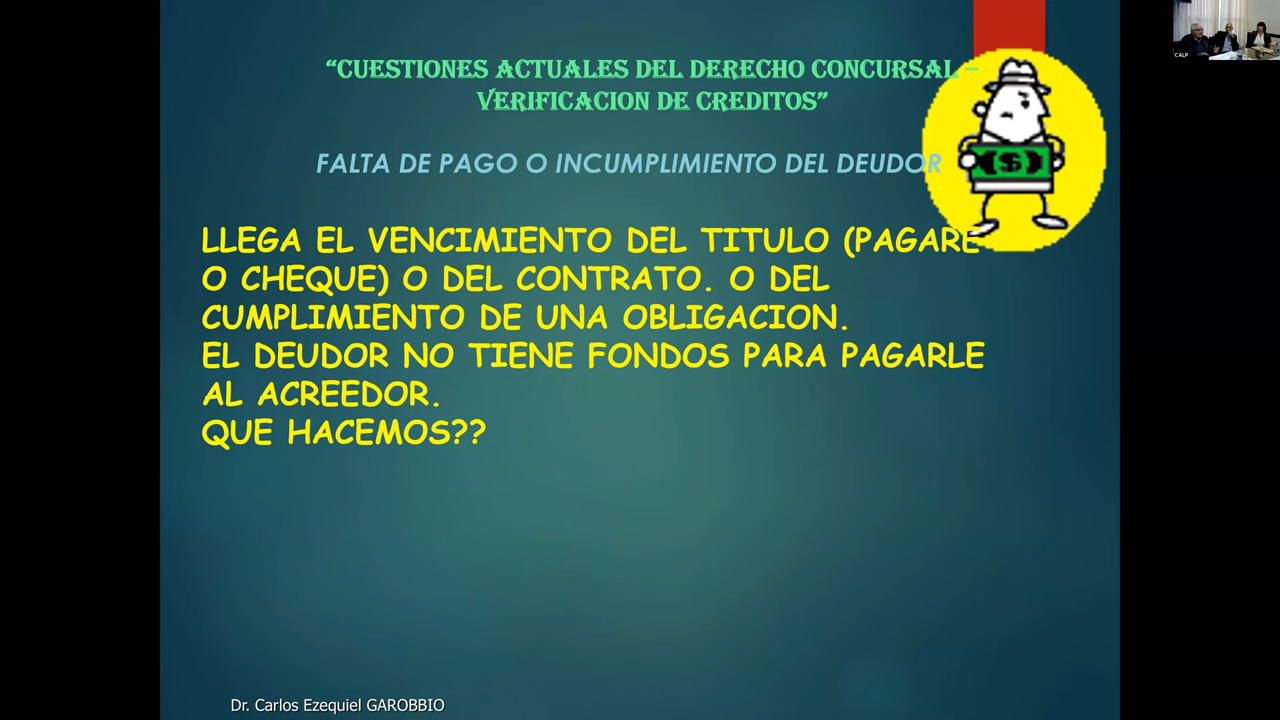 “CUESTIONES ACTUALES DEL DERECHO CONCURSAL –
VERIFICACION DE CREDITOS”
FALTA DE PAGO O INCUMPLIMIENTO DEL DEUDOR
LLEGA EL VENCIMIENTO DEL TITULO (PAGARE
O CHEQUE) O DEL CONTRATO. O DEL
CUMPLIMIENTO DE UNA OBLIGACION.
EL DEUDOR NO TIENE FONDOS PARA PAGARLE
AL ACREEDOR.
QUE HACEMOS??
$
Dr. Carlos Ezequiel GAROBBIO
CALP